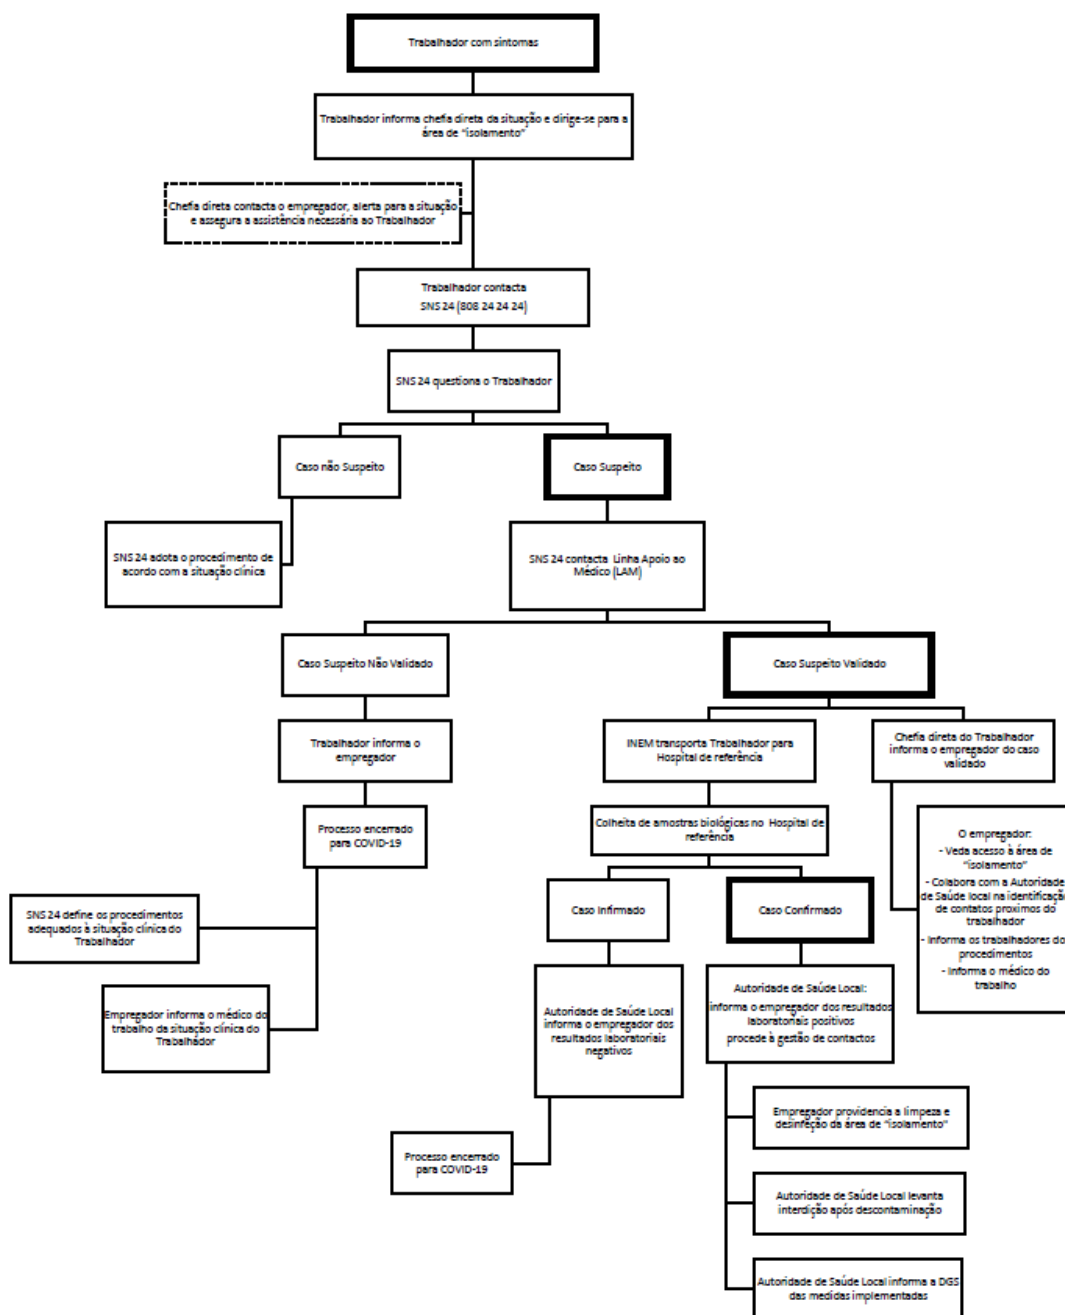 Trabalhador com sintomas
Trabalhador informa chefia direta da situação e dirige-se para a
área de "isolamento"
Chefia direta contacta o empregador, alerta para a situação
e assegura a assistência necessária ao Trabalhador
Trabalhador contacta
SNS 24 (808 24 24 24)
SNS 24 questiona o Trabalhador
Caso não Suspeito
Caso Suspeito
SNS 24 adota o procedimento de
acordo com a situação clínica
SNS 24 contacta Linha Apoio ao
Médico (LAM)
Caso Suspeito Não Validado
Caso Suspeito Validado
Trabalhador informa o
empregador
INEM transporta Trabalhador para
Hospital de referência
Chefia direta do Trabalhador
informa o empregador do caso
validado
Processo encerrado
para COVID-19
Colheita de amostras biológicas no Hospital de
referência
O empregador:
- Veda acesso à área de
"isolamento"
- Colabora com a Autoridade
de Saúde local na identificação
de contatos proximos do
trabalhador
- Informa os trabalhadores do
procedimentos
- Informa o médico do
trabalho
SNS 24 define os procedimentos
adequados à situação clínica do
Trabalhador
Caso Infirmado
Caso Confirmado
Empregador informa o médico do
trabalho da situação clínica do
Trabalhador
Autoridade de Saúde Local
informa o empregador dos
resultados laboratoriais
negativos
Autoridade de Saúde Local:
informa o empregador dos resultados
laboratoriais positivos
procede à gestão de contactos
Processo encerrado
para COVID-19
Empregador providencia a limpeza e
desinfeção da área de "isolamento"
Autoridade de Saúde Local levanta
interdição após descontaminação
Autoridade de Saúde Local informa a DGS
das medidas implementadas